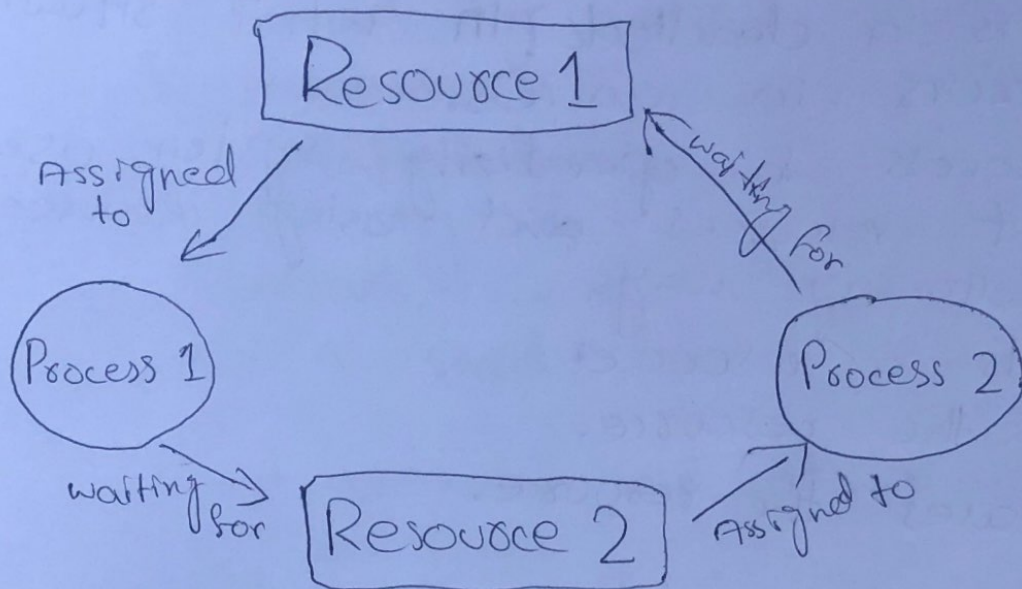 Resource 1
Assigned
to
waiting for
Process 1
Process 2
waiting
for
Resource 2
Assigned to